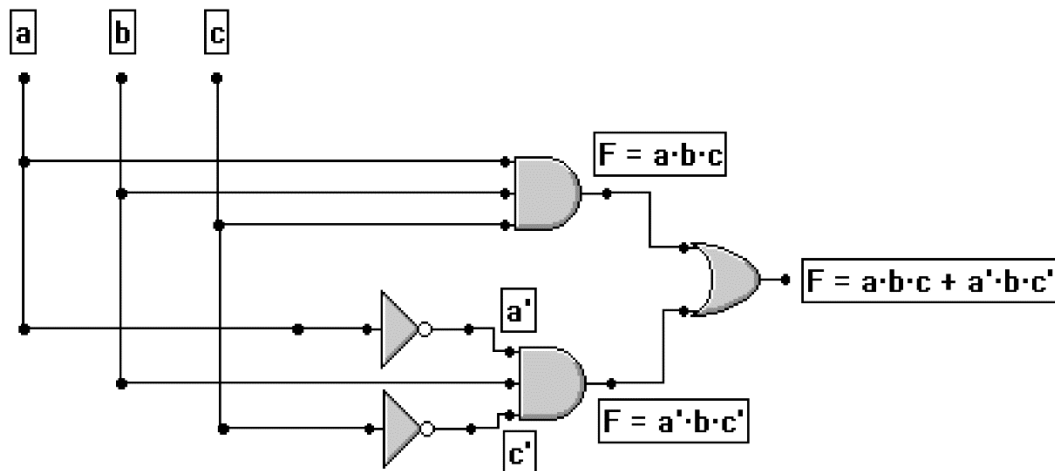 a b c
F = a·b·c
F = a·b·c + a'·b·c'
a'
F = a'·b·c'
c'